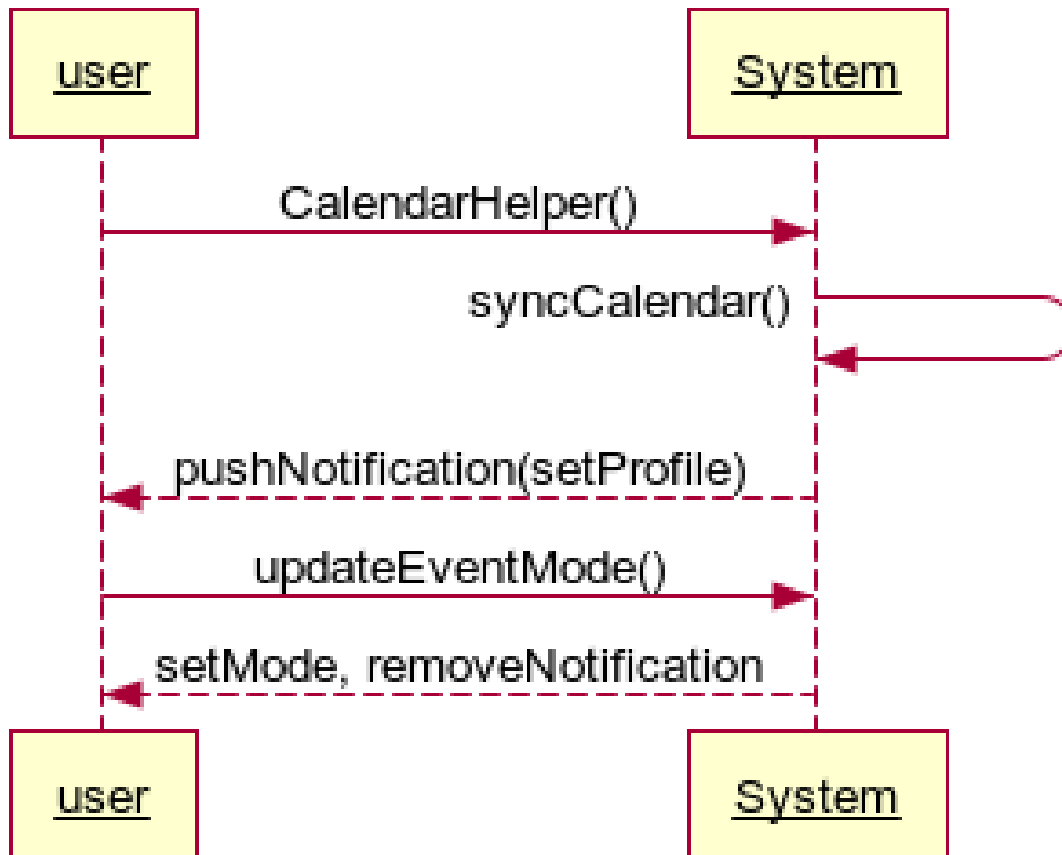 user
System
CalendarHelper()
syncCalendar()
pushNotification(setProfile)
updateEventMode()
setMode, removeNotification
user
System